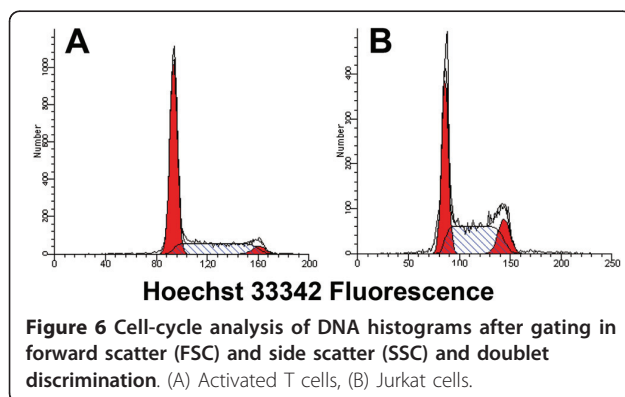 A
B
Number
1000
800
600
400
200
0
0 40 80 120 160 200
Number
400
300
200
100
0
0 50 100 150 200 250
Hoechst 33342 Fluorescence
Figure 6 Cell-cycle analysis of DNA histograms after gating in
forward scatter (FSC) and side scatter (SSC) and doublet
discrimination. (A) Activated T cells, (B) Jurkat cells.